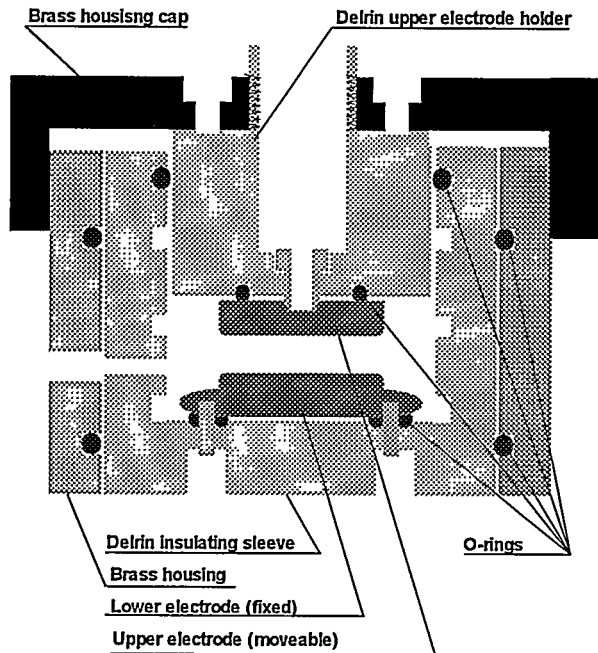 Brass housisng cap
Delrin upper electrode holder
Delrin insulating sleeve
O-rings
Brass housing
Lower electrode (fixed)
Upper electrode (moveable)